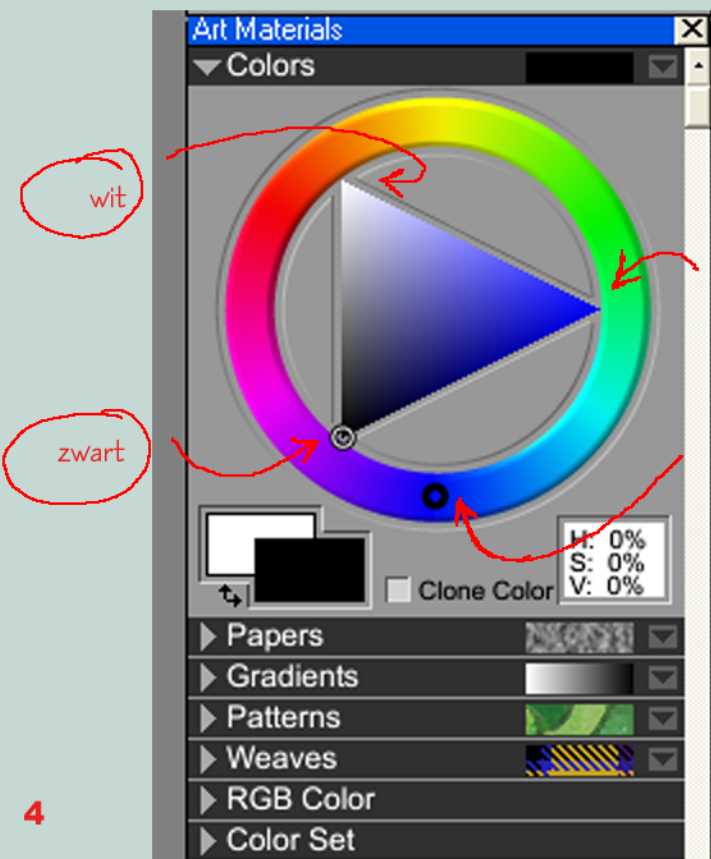 Art Materials
Colors
wit
zwart
H: 0%
S: 0%
V: 0%
Clone Color
Papers
Gradients
Patterns
Weaves
RGB Color
Color Set
4